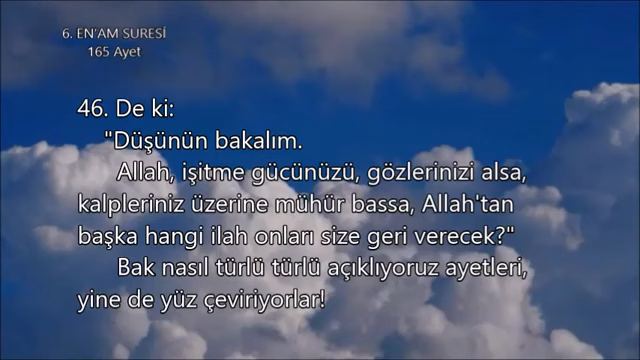 6. EN'AM SURESİ
165 Ayet
46. De ki:
"Düşünün bakalım.
Allah, işitme gücünüzü, gözlerinizi alsa,
kalpleriniz üzerine mühür bassa, Allah'tan
başka hangi ilah onları size geri verecek?"
Bak nasıl türlü türlü açıklıyoruz ayetleri,
yine de yüz çeviriyorlar!